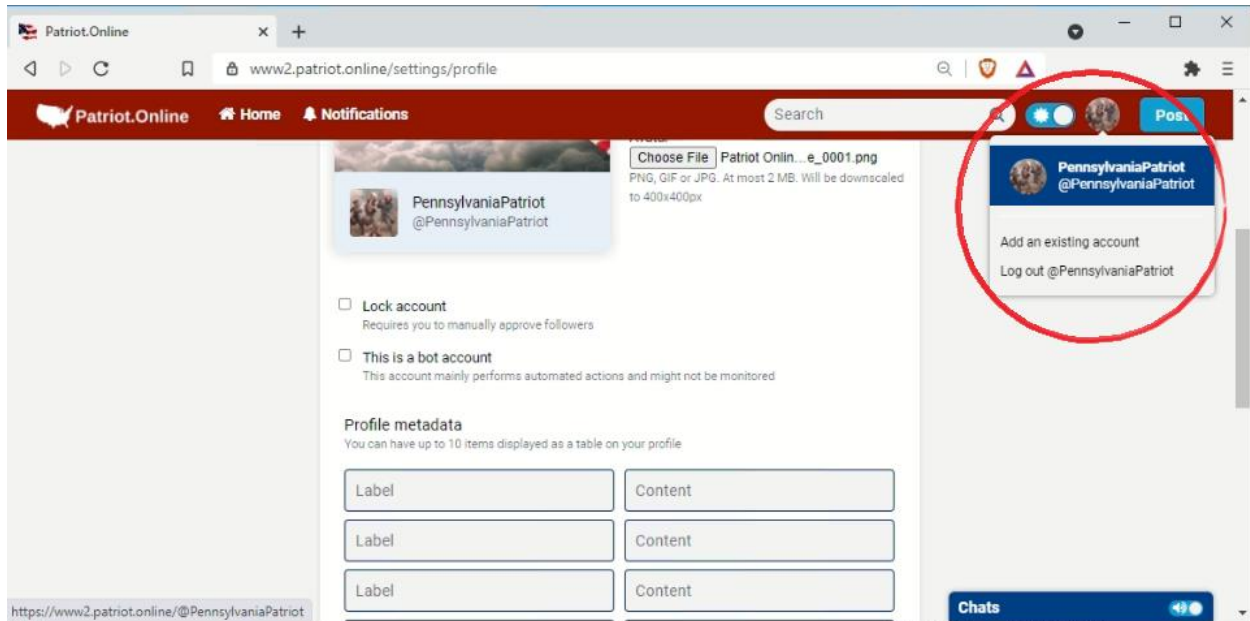 Patriot.Online
www2.patriot.online/settings/profile
Patriot.Online Home Notifications Search Post
Avatar
Choose File Patriot Onlin...e_0001.png
PNG, GIF or JPG. At most 2 MB. Will be downscaled
to 400x400px
PennsylvaniaPatriot
@PennsylvaniaPatriot
PennsylvaniaPatriot
@PennsylvaniaPatriot
Add an existing account
Log out @PennsylvaniaPatriot
Lock account
Requires you to manually approve followers
This is a bot account
This account mainly performs automated actions and might not be monitored
Profile metadata
You can have up to 10 items displayed as a table on your profile
Label Content
Label Content
Label Content
https://www2.patriot.online/@PennsylvaniaPatriot
Chats